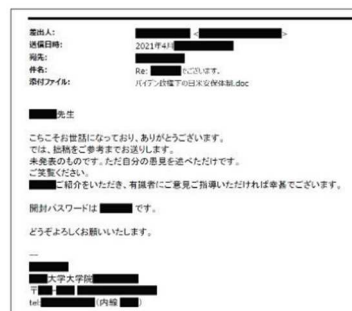 差出人: < >
送信日時: 2021年4月
宛先:
件名: Re: でございます。
添付ファイル: バイデン政権下の日米安保体制.doc
先生
こちらこそお世話になっており、ありがとうございます。
では、拙稿をご参考までお送りします。
未発表のものです。ただ自分の愚見を述べただけです。
ご笑覧ください。
ご紹介をいただき、有識者にご意見ご指導いただければ幸甚でございます。
開封パスワードは です。
どうぞよろしくお願いいたします。
―
大学大学院
〒 -
tel: (内線 )